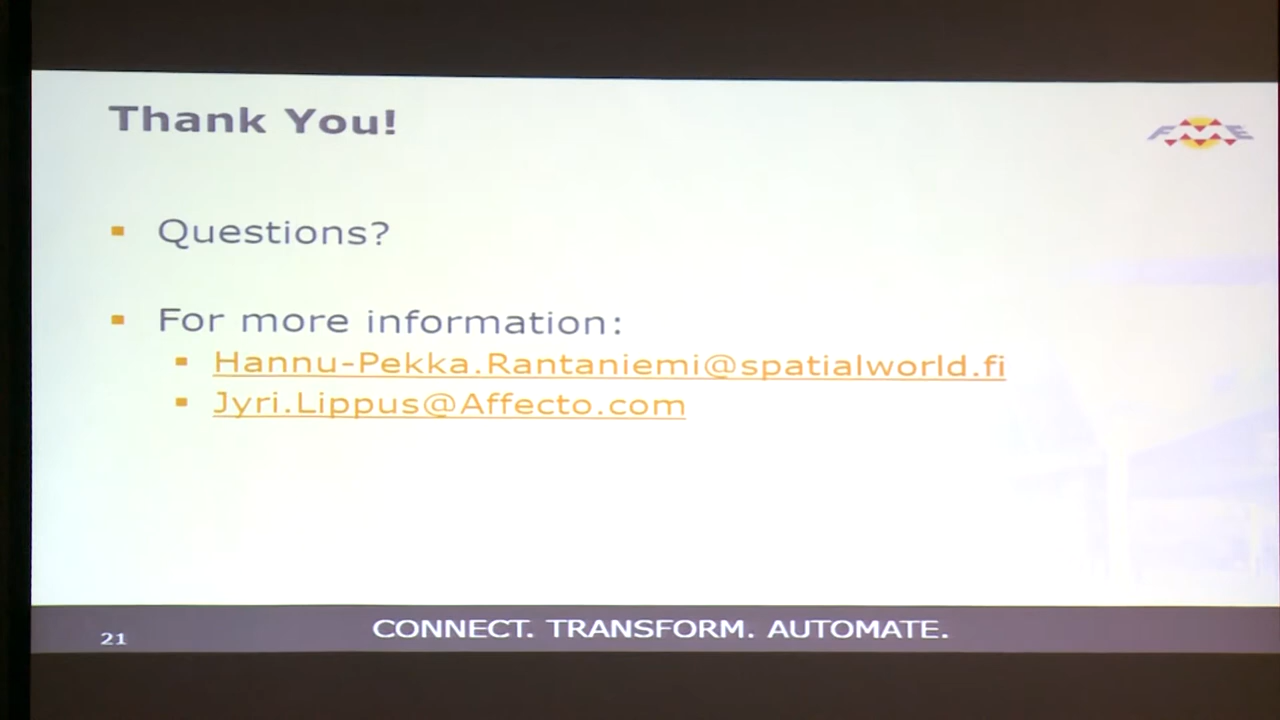 Thank You!
FME
Questions?
For more information:
Hannu-Pekka.Rantaniemi@spatialworld.fi
Jyri.Lippus@Affecto.com
21
CONNECT. TRANSFORM. AUTOMATE.